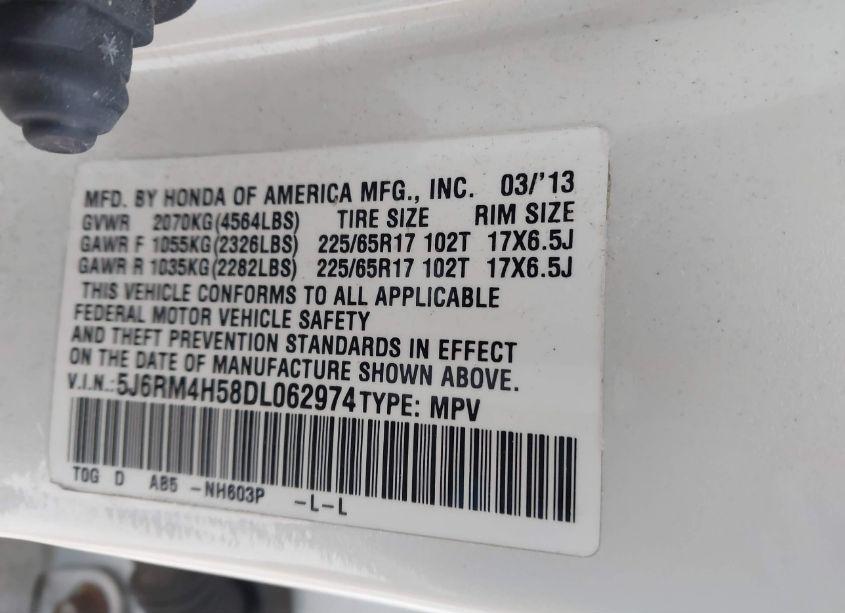 MFD. BY HONDA OF AMERICA MFG., INC. 03/'13
GVWR 2070KG(4564LBS) TIRE SIZE RIM SIZE
GAWR F 1055KG(2326LBS) 225/65R17 102T 17X6.5J
GAWR R 1035KG(2282LBS) 225/65R17 102T 17X6.5J
THIS VEHICLE CONFORMS TO ALL APPLICABLE
FEDERAL MOTOR VEHICLE SAFETY
AND THEFT PREVENTION STANDARDS IN EFFECT
ON THE DATE OF MANUFACTURE SHOWN ABOVE.
V.I.N.:5J6RM4H58DL062974 TYPE: MPV
T0G D AB5 -NH603P -L-L